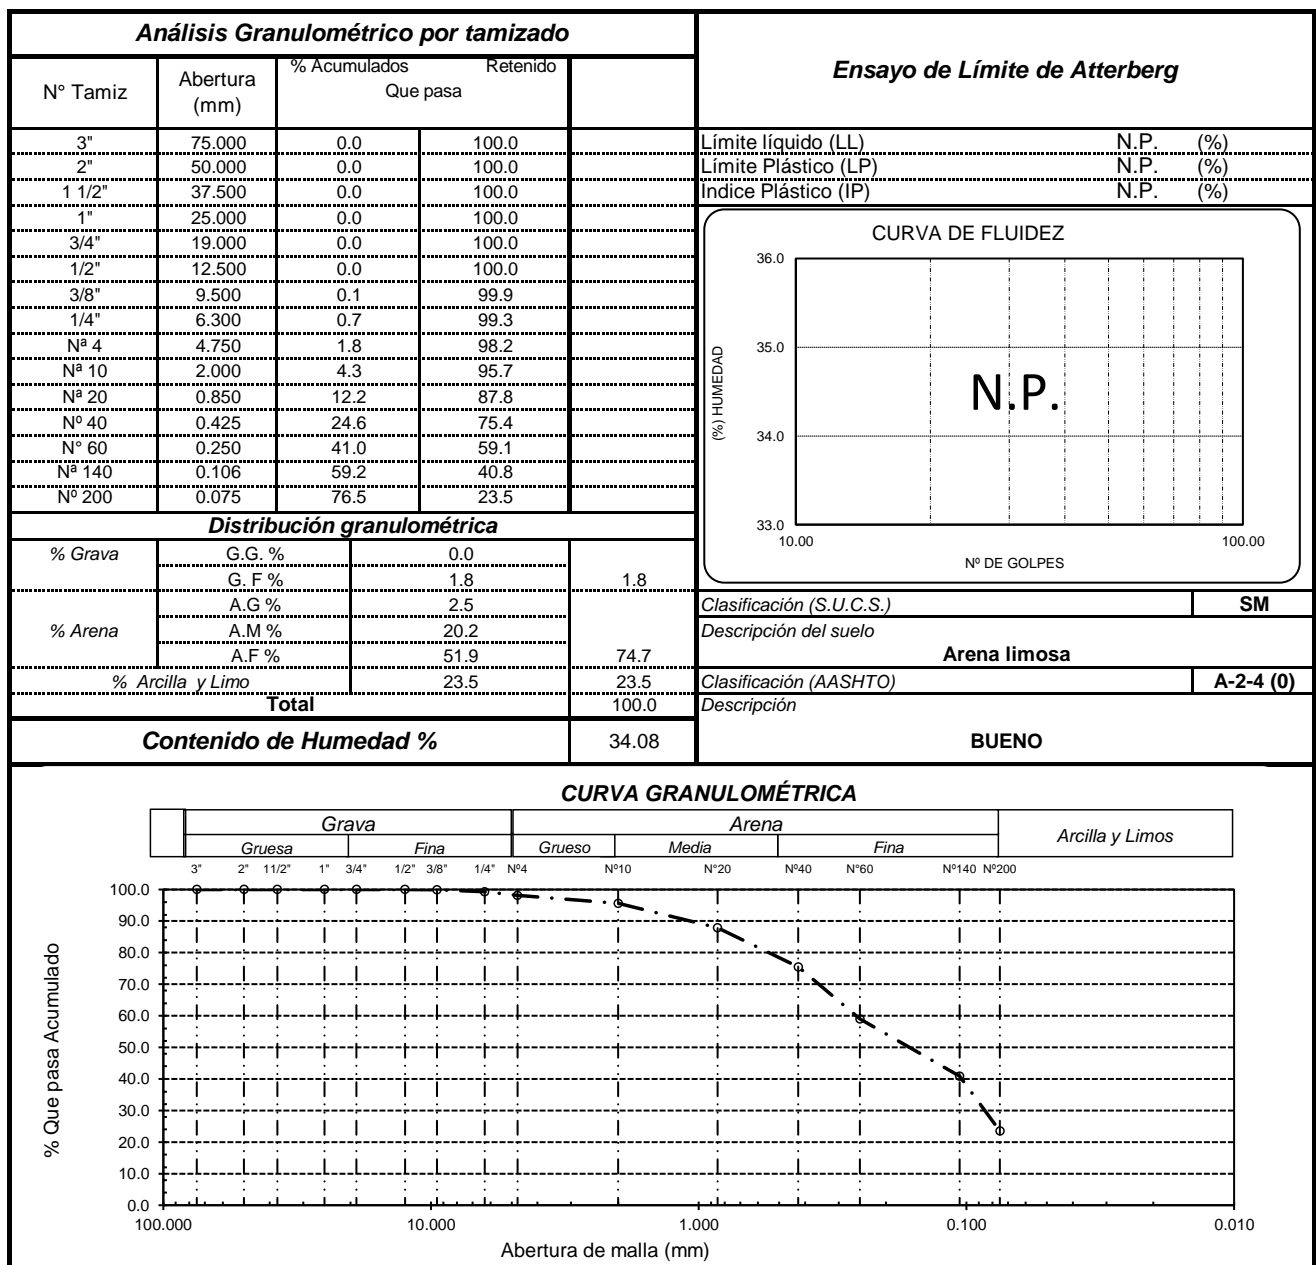 Análisis Granulométrico por tamizado
N° Tamiz
Abertura
(mm)
% Acumulados Retenido
Que pasa
3" 75.000 0.0 100.0
2" 50.000 0.0 100.0
1 1/2" 37.500 0.0 100.0
1" 25.000 0.0 100.0
3/4" 19.000 0.0 100.0
1/2" 12.500 0.0 100.0
3/8" 9.500 0.1 99.9
1/4" 6.300 0.7 99.3
Nª 4 4.750 1.8 98.2
Nª 10 2.000 4.3 95.7
Nª 20 0.850 12.2 87.8
Nº 40 0.425 24.6 75.4
N° 60 0.250 41.0 59.1
Nª 140 0.106 59.2 40.8
Nº 200 0.075 76.5 23.5
Distribución granulométrica
% Grava G.G. % 0.0
G. F % 1.8 1.8
A.G % 2.5
% Arena A.M % 20.2
A.F % 51.9 74.7
% Arcilla y Limo 23.5 23.5
Total 100.0
Contenido de Humedad % 34.08
Ensayo de Límite de Atterberg
Límite líquido (LL) N.P. (%)
Límite Plástico (LP) N.P. (%)
Indice Plástico (IP) N.P. (%)
CURVA DE FLUIDEZ
36.0
35.0
34.0
33.0
(%) HUMEDAD
N.P.
10.00 100.00
Nº DE GOLPES
Clasificación (S.U.C.S.) SM
Descripción del suelo
Arena limosa
Clasificación (AASHTO) A-2-4 (0)
Descripción
BUENO
CURVA GRANULOMÉTRICA
Grava Arena Arcilla y Limos
Gruesa Fina Grueso Media Fina
3" 2" 11/2" 1" 3/4" 1/2" 3/8" 1/4" Nº4 Nº10 N°20 Nº40 N°60 Nº140 Nº200
100.0
90.0
80.0
70.0
60.0
50.0
40.0
30.0
20.0
10.0
0.0
% Que pasa Acumulado
100.000 10.000 1.000 0.100 0.010
Abertura de malla (mm)